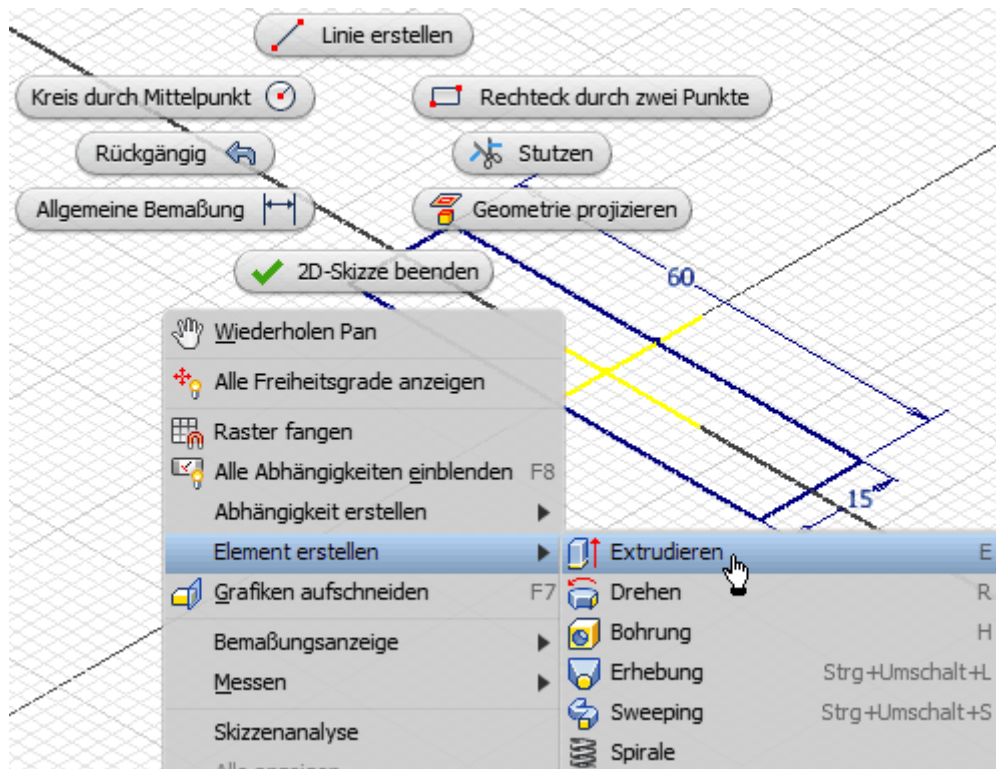 Linie erstellen
Kreis durch Mittelpunkt
Rechteck durch zwei Punkte
Rückgängig
Stutzen
Allgemeine Bemaßung
Geometrie projizieren
2D-Skizze beenden
60
15
Wiederholen Pan
Alle Freiheitsgrade anzeigen
Raster fangen
Alle Abhängigkeiten einblenden F8
Abhängigkeit erstellen
Element erstellen
Grafiken aufschneiden F7
Bemaßungsanzeige
Messen
Skizzenanalyse
Alle anzeigen
Extrudieren E
Drehen R
Bohrung H
Erhebung Strg+Umschalt+L
Sweeping Strg+Umschalt+S
Spirale